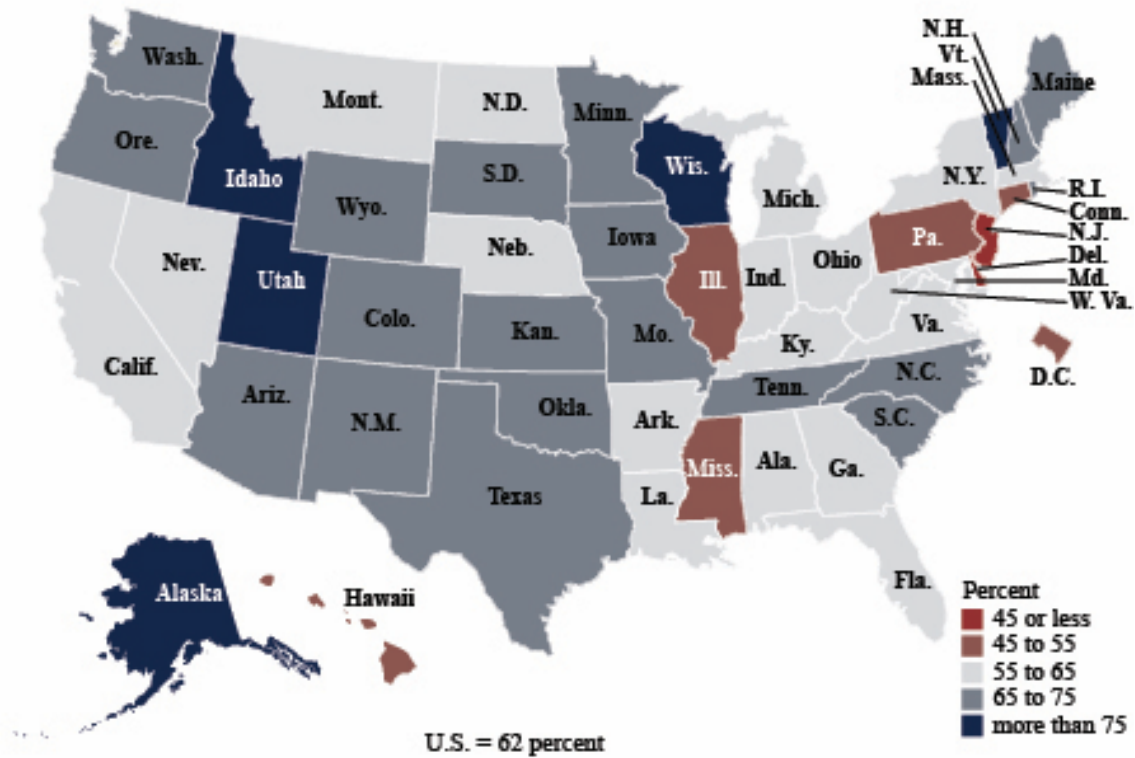 N.H.
Vt.
Mass.
Wash.
Mont.
N.D.
Minn.
Maine
Ore.
Idaho
S.D.
Wis.
Mich.
N.Y.
R.I.
Conn.
N.J.
Del.
Md.
W. Va.
Wyo.
Iowa
Pa.
Neb.
Nev.
Utah
Ill.
Ind.
Ohio
Colo.
Kan.
Mo.
Ky.
Va.
D.C.
Calif.
Ariz.
N.M.
Okla.
Tenn.
N.C.
Ark.
S.C.
Texas
La.
Miss.
Ala.
Ga.
Fla.
Alaska
Hawaii
Percent
45 or less
45 to 55
55 to 65
65 to 75
more than 75
U.S. = 62 percent